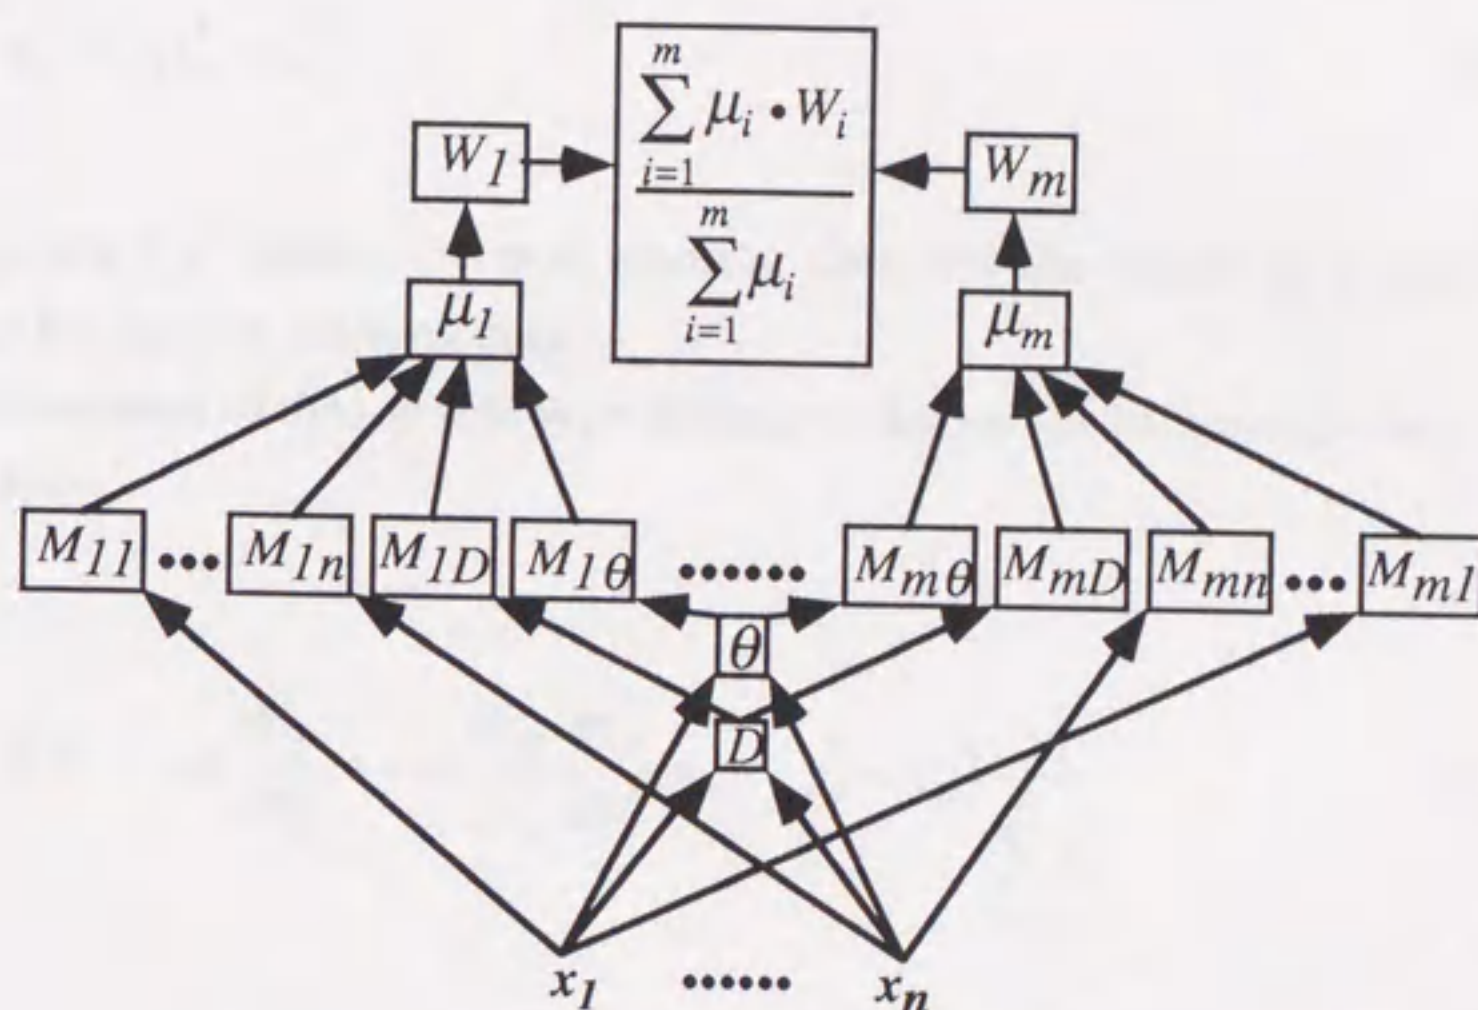 W1 → (∑_{i=1}^{m} μi • Wi) / (∑_{i=1}^{m} μi) ← Wm
μ1 μm
M11 ••• M1n M1D M1θ •••••• Mmθ MmD Mmn ••• Mm1
θ
D
x1 •••••• xn